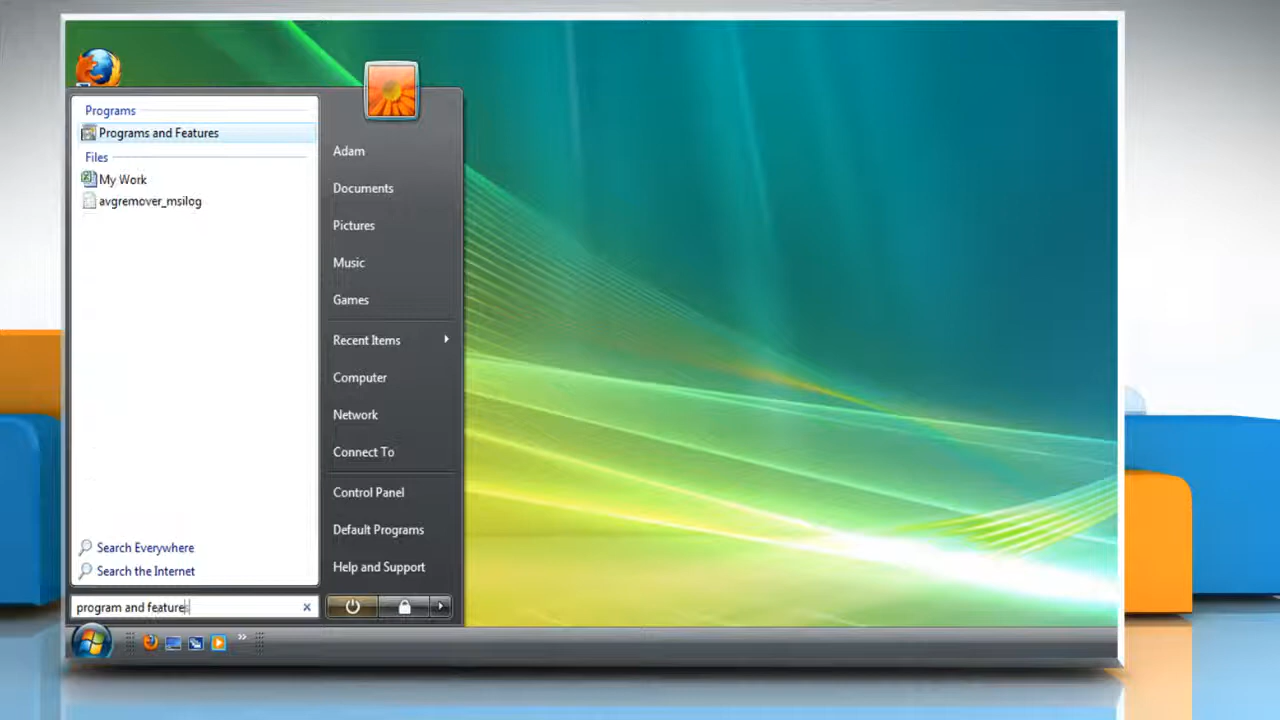 Programs
Programs and Features
Files
My Work
avgremover_msilog
Search Everywhere
Search the Internet
program and features
Adam
Documents
Pictures
Music
Games
Recent Items
Computer
Network
Connect To
Control Panel
Default Programs
Help and Support